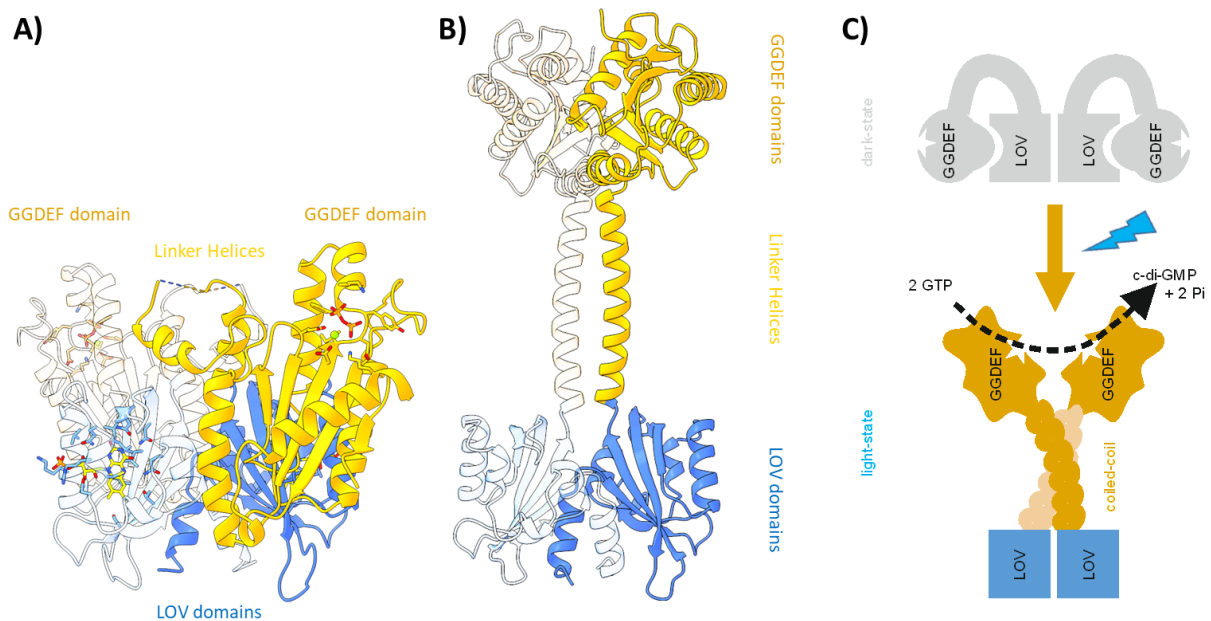 A)
GGDEF domain
GGDEF domain
Linker Helices
LOV domains
B)
GGDEF domains
Linker Helices
LOV domains
C)
dark-state
GGDEF
LOV
LOV
GGDEF
2 GTP
c-di-GMP
+ 2 Pi
GGDEF
GGDEF
light-state
coiled-coil
LOV
LOV